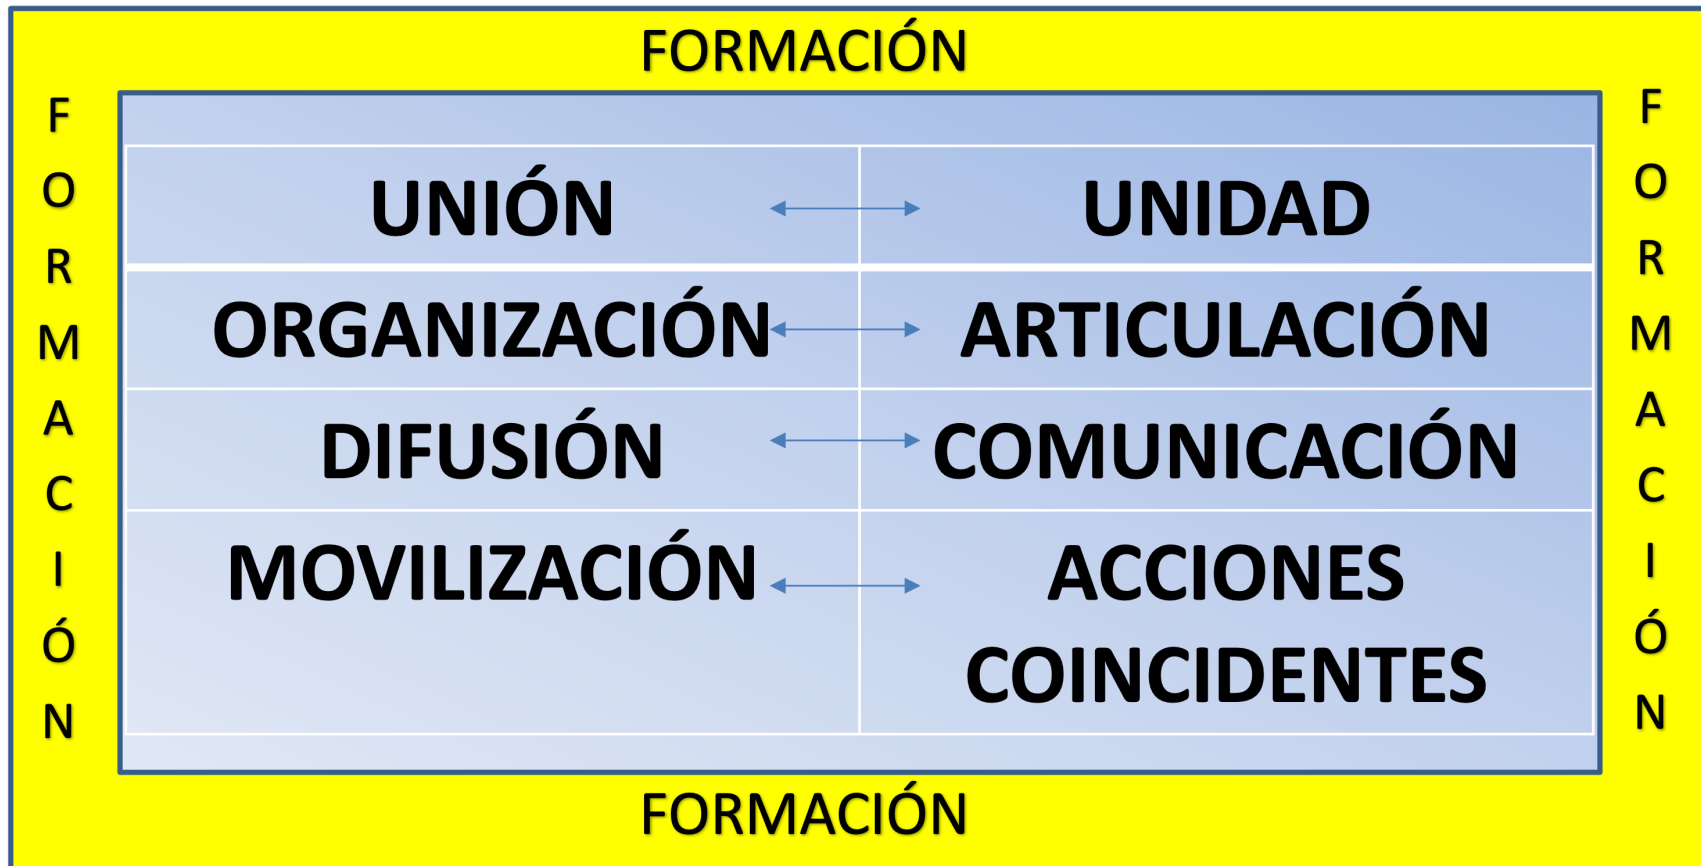 FORMACIÓN
FORMACIÓN
UNIÓN UNIDAD
ORGANIZACIÓN ARTICULACIÓN
DIFUSIÓN COMUNICACIÓN
MOVILIZACIÓN ACCIONES
COINCIDENTES
FORMACIÓN
FORMACIÓN